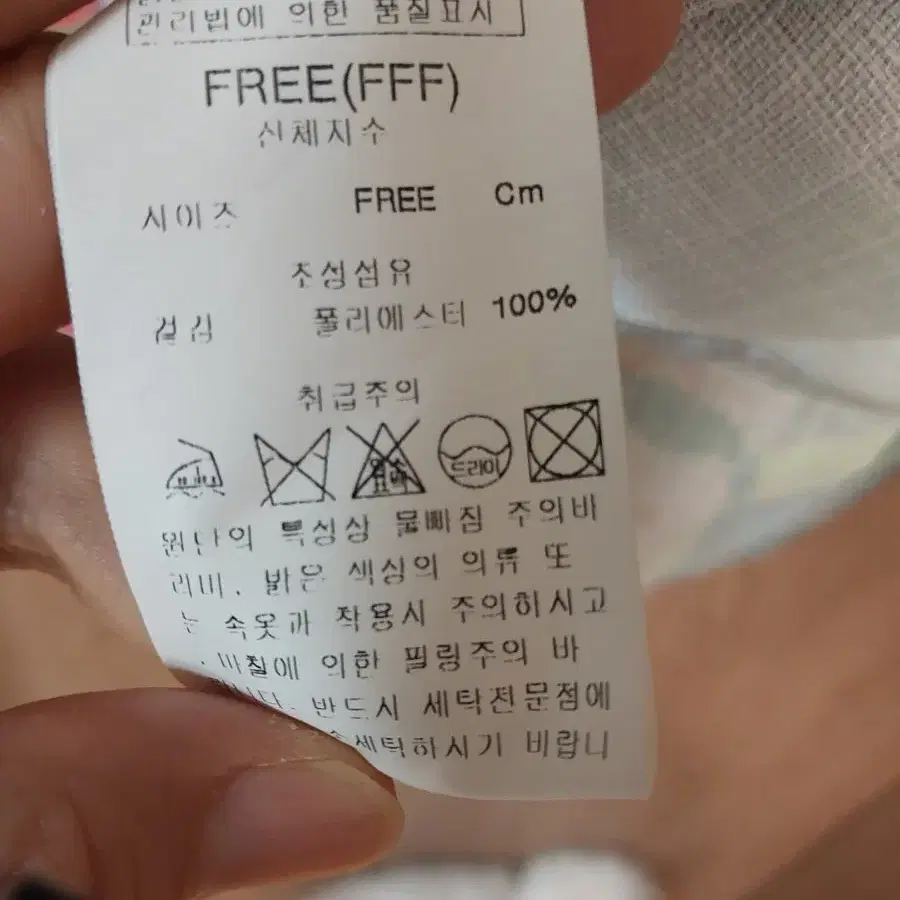 관리법에 의한 품질표시
FREE(FFF)
신체지수
사이즈 FREE Cm
조성섬유
겉감 폴리에스터 100%
취급주의
염소 표백
드라이
원단의 특성상 물빠짐 주의바
라며, 밝은 색상의 의류 또
는 속옷과 착용시 주의하시고
, 마찰에 의한 필링주의 바
반드시 세탁전문점에
세탁하시기 바랍니